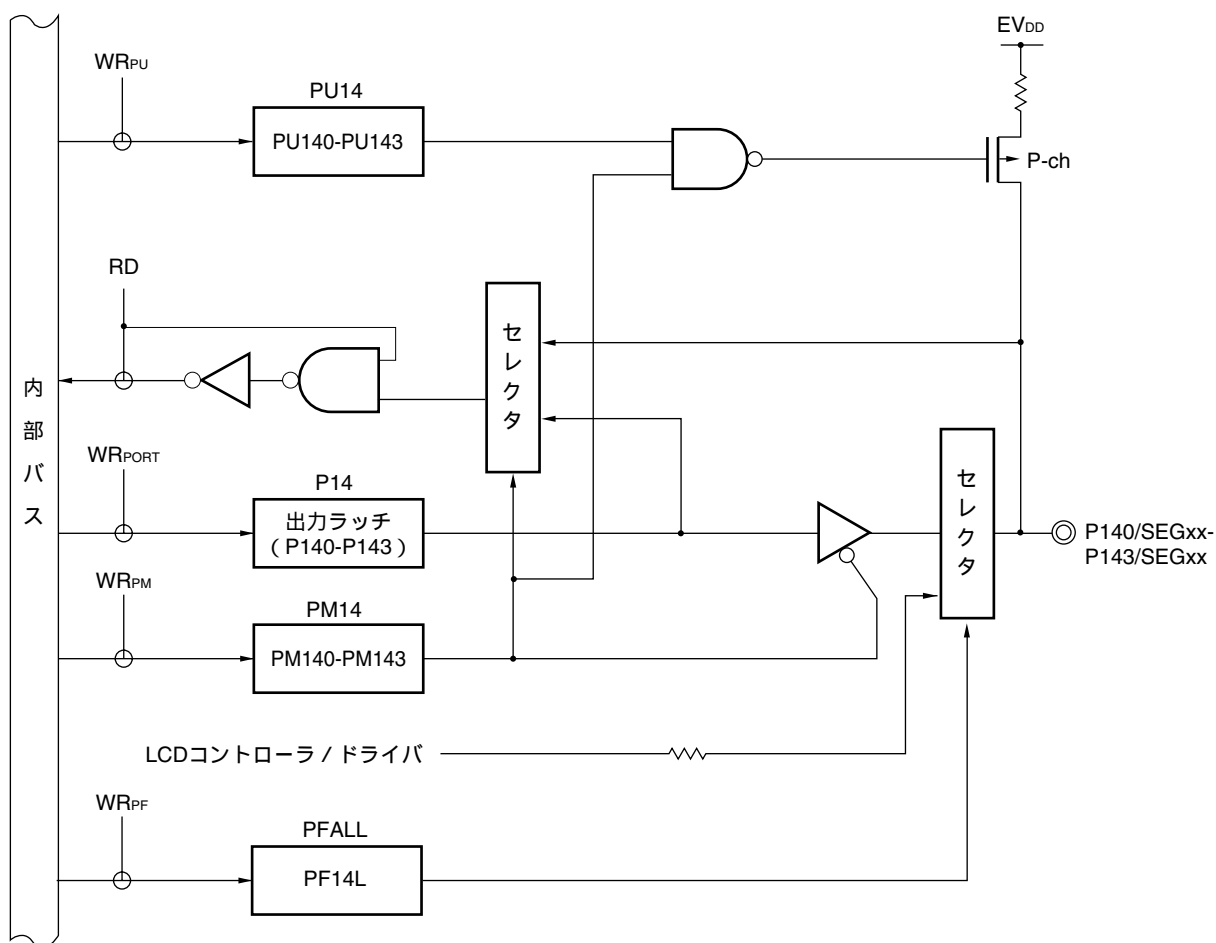 EVDD
WRPU
PU14
PU140-PU143
P-ch
RD
セレクタ
内部バス
WRPORT
P14
出力ラッチ
( P140-P143 )
セレクタ
P140/SEGxx-
P143/SEGxx
WRPM
PM14
PM140-PM143
LCDコントローラ / ドライバ
WRPF
PFALL
PF14L